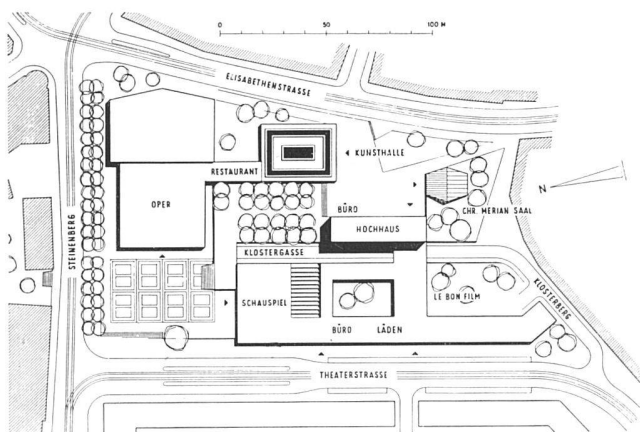 0 50 100 M
ELISABETHENSTRASSE
KUNSTHALLE
RESTAURANT
N
OPER
BÜRO
CHR. MERIAN SAAL
HOCHHAUS
STEINENBERG
KLOSTERGASSE
KLOSTERBERG
SCHAUSPIEL
LE BON FILM
BÜRO LÄDEN
THEATERSTRASSE